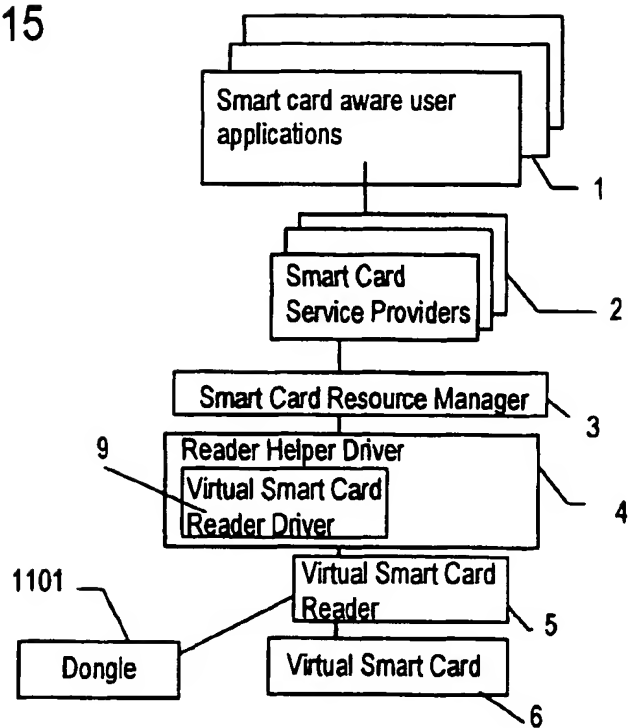 15
Smart card aware user
applications
1
Smart Card
Service Providers
2
Smart Card Resource Manager
3
Reader Helper Driver
9
Virtual Smart Card
Reader Driver
4
1101
Virtual Smart Card
Reader
5
Dongle
Virtual Smart Card
6